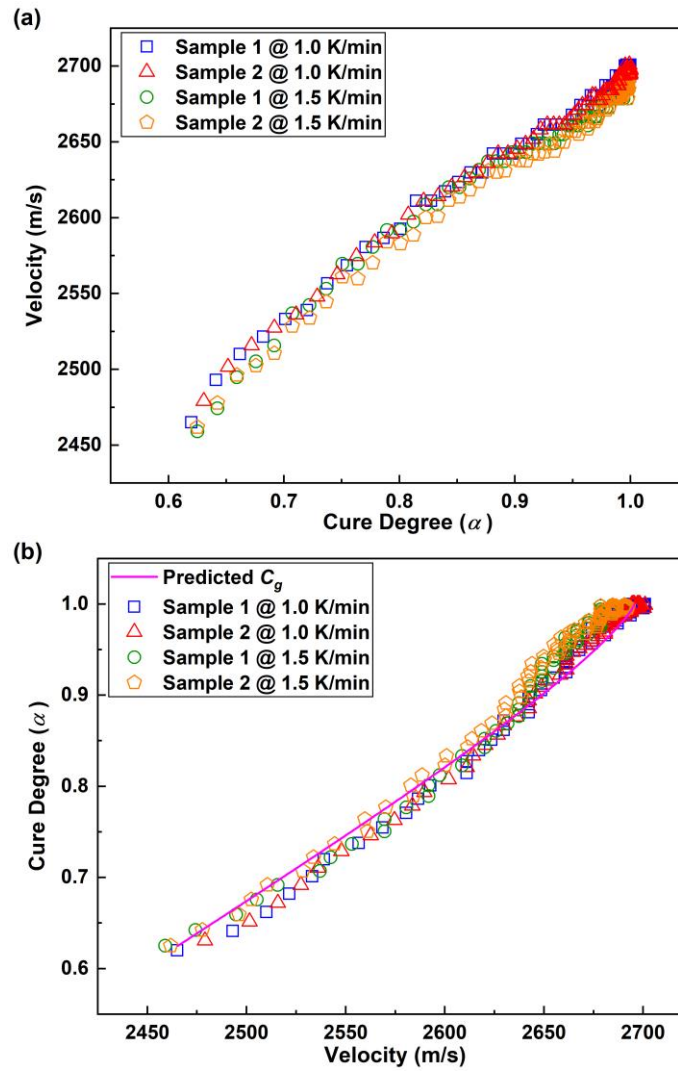 (a)
Sample 1 @ 1.0 K/min
Sample 2 @ 1.0 K/min
Sample 1 @ 1.5 K/min
Sample 2 @ 1.5 K/min
2700
2650
2600
2550
2500
2450
Velocity (m/s)
0.6 0.7 0.8 0.9 1.0
Cure Degree (α)
(b)
Predicted Cg
Sample 1 @ 1.0 K/min
Sample 2 @ 1.0 K/min
Sample 1 @ 1.5 K/min
Sample 2 @ 1.5 K/min
1.0
0.9
0.8
0.7
0.6
Cure Degree (α)
2450 2500 2550 2600 2650 2700
Velocity (m/s)